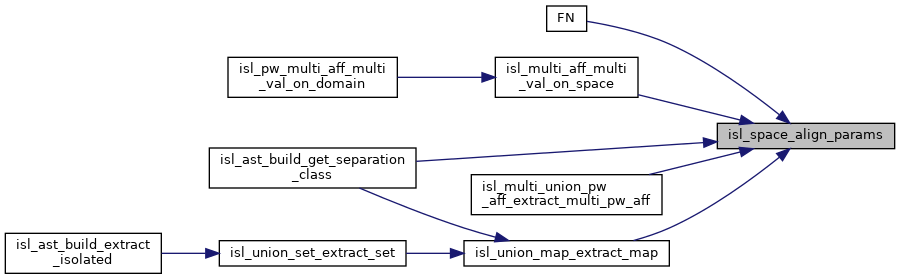 FN
isl_pw_multi_aff_multi
_val_on_domain
isl_multi_aff_multi
_val_on_space
isl_space_align_params
isl_ast_build_get_separation
_class
isl_multi_union_pw
_aff_extract_multi_pw_aff
isl_ast_build_extract
_isolated
isl_union_set_extract_set
isl_union_map_extract_map